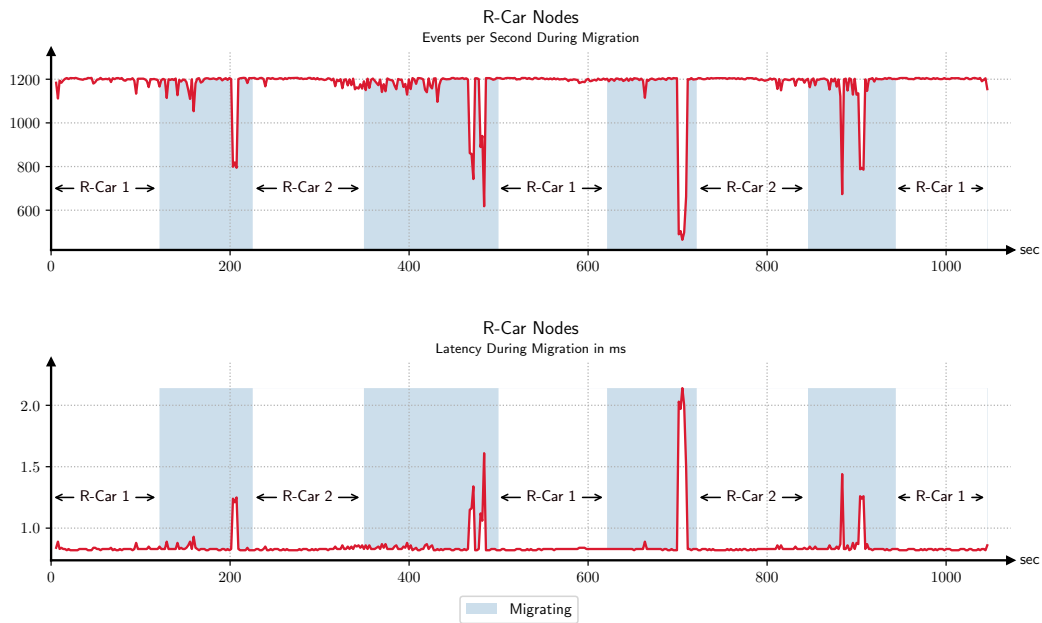 R-Car Nodes
Events per Second During Migration
1200
1000
800
600
R-Car 1
R-Car 2
R-Car 1
R-Car 2
R-Car 1
sec
0
200
400
600
800
1000
R-Car Nodes
Latency During Migration in ms
2.0
1.5
1.0
R-Car 1
R-Car 2
R-Car 1
R-Car 2
R-Car 1
sec
0
200
400
600
800
1000
Migrating